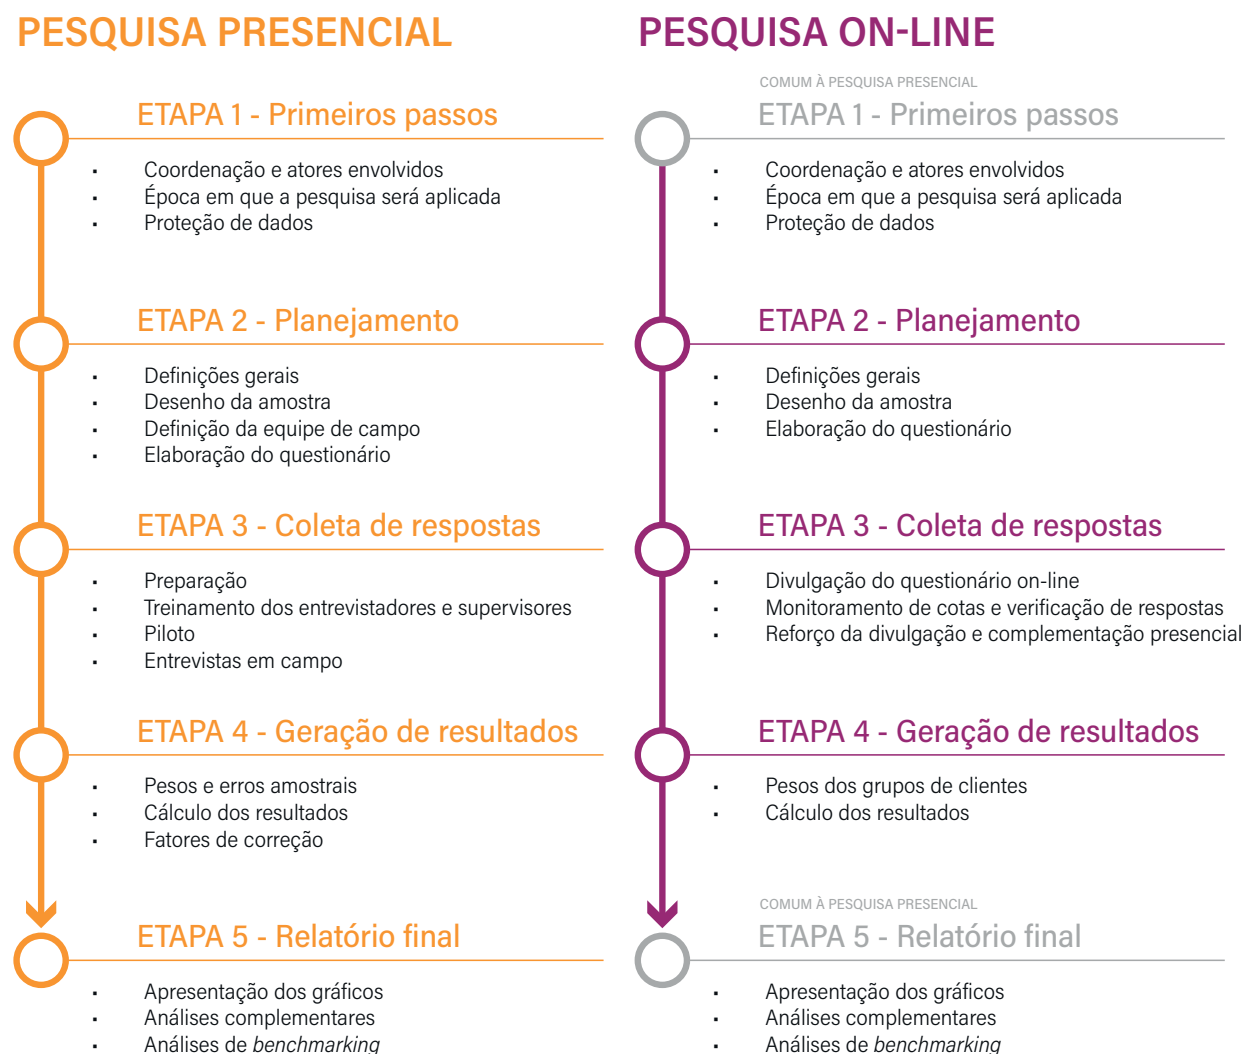 PESQUISA PRESENCIAL
ETAPA 1 - Primeiros passos
Coordenação e atores envolvidos
Época em que a pesquisa será aplicada
Proteção de dados
ETAPA 2 - Planejamento
Definições gerais
Desenho da amostra
Definição da equipe de campo
Elaboração do questionário
ETAPA 3 - Coleta de respostas
Preparação
Treinamento dos entrevistadores e supervisores
Piloto
Entrevistas em campo
ETAPA 4 - Geração de resultados
Pesos e erros amostrais
Cálculo dos resultados
Fatores de correção
ETAPA 5 - Relatório final
Apresentação dos gráficos
Análises complementares
Análises de benchmarking
PESQUISA ON-LINE
COMUM À PESQUISA PRESENCIAL
ETAPA 1 - Primeiros passos
Coordenação e atores envolvidos
Época em que a pesquisa será aplicada
Proteção de dados
ETAPA 2 - Planejamento
Definições gerais
Desenho da amostra
Elaboração do questionário
ETAPA 3 - Coleta de respostas
Divulgação do questionário on-line
Monitoramento de cotas e verificação de respostas
Reforço da divulgação e complementação presencial
ETAPA 4 - Geração de resultados
Pesos dos grupos de clientes
Cálculo dos resultados
COMUM À PESQUISA PRESENCIAL
ETAPA 5 - Relatório final
Apresentação dos gráficos
Análises complementares
Análises de benchmarking